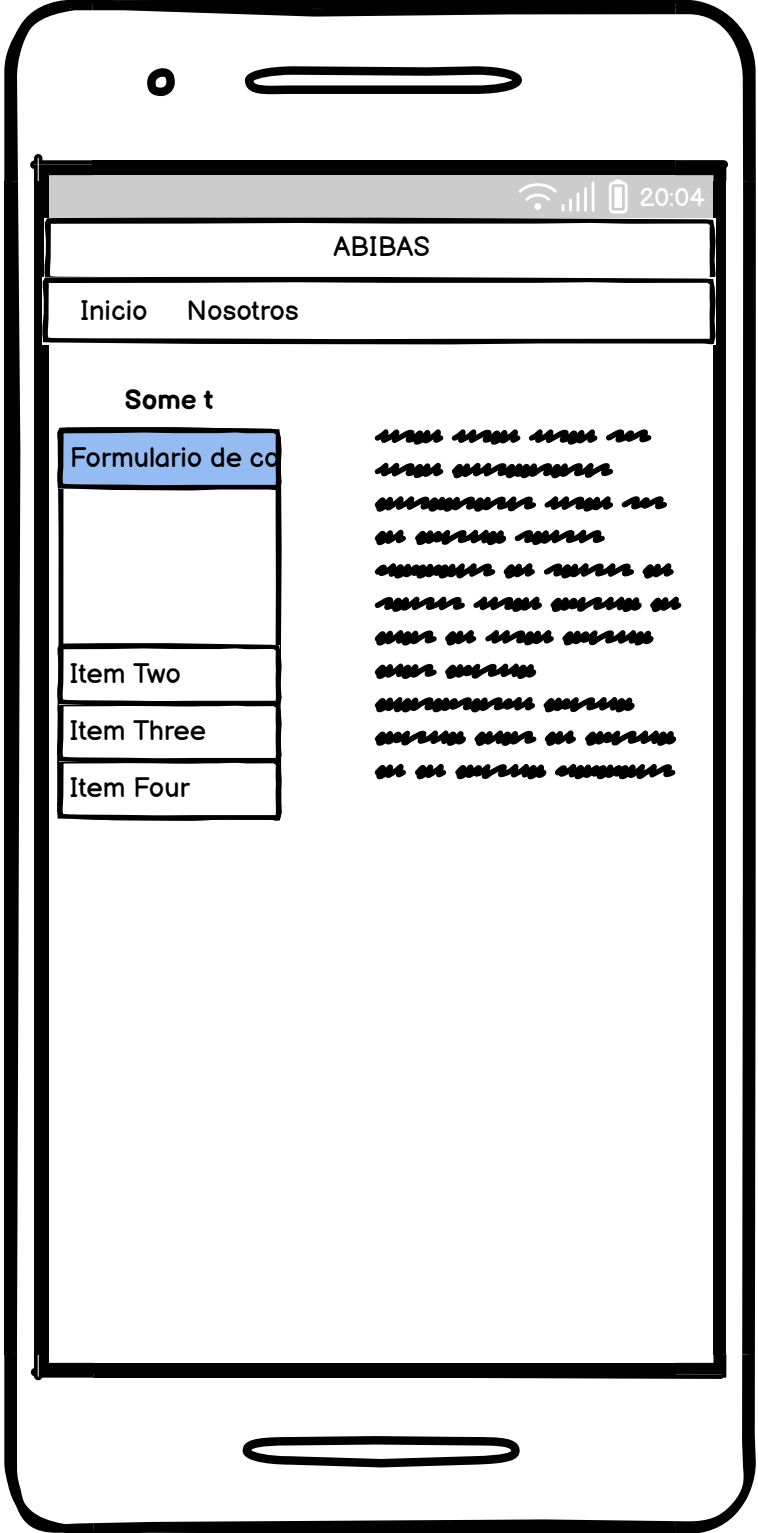 20:04
ABIBAS
Inicio Nosotros
Some t
Formulario de co
Item Two
Item Three
Item Four